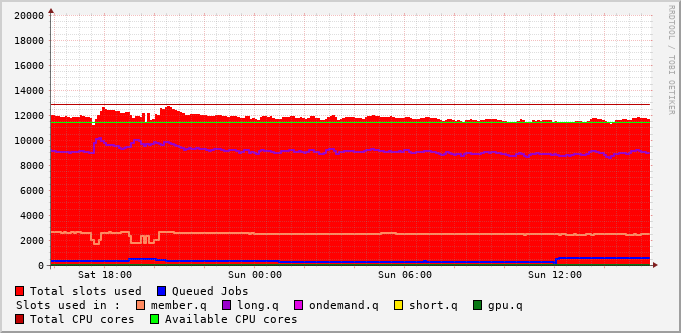 20000
18000
16000
14000
12000
10000
8000
6000
4000
2000
0
Sat 18:00 Sun 00:00 Sun 06:00 Sun 12:00
RRDTOOL / TOBI OETIKER
Total slots used Queued Jobs
Slots used in : member.q long.q ondemand.q short.q gpu.q
Total CPU cores Available CPU cores